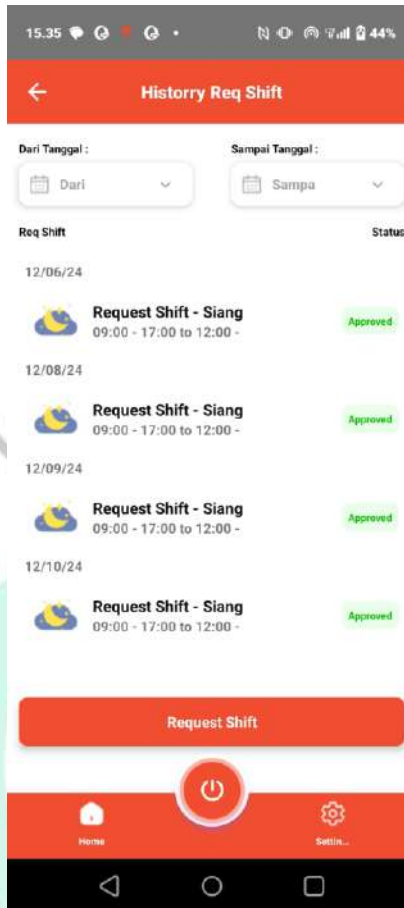 15.35
44%
Historry Req Shift
Dari Tanggal :
Sampai Tanggal :
Dari
Sampa
Req Shift
Status
12/06/24
Request Shift - Siang
Approved
09:00 - 17:00 to 12:00 -
12/08/24
Request Shift - Siang
Approved
09:00 - 17:00 to 12:00 -
12/09/24
Request Shift - Siang
Approved
09:00 - 17:00 to 12:00 -
12/10/24
Request Shift - Siang
Approved
09:00 - 17:00 to 12:00 -
Request Shift
Home
Settin...